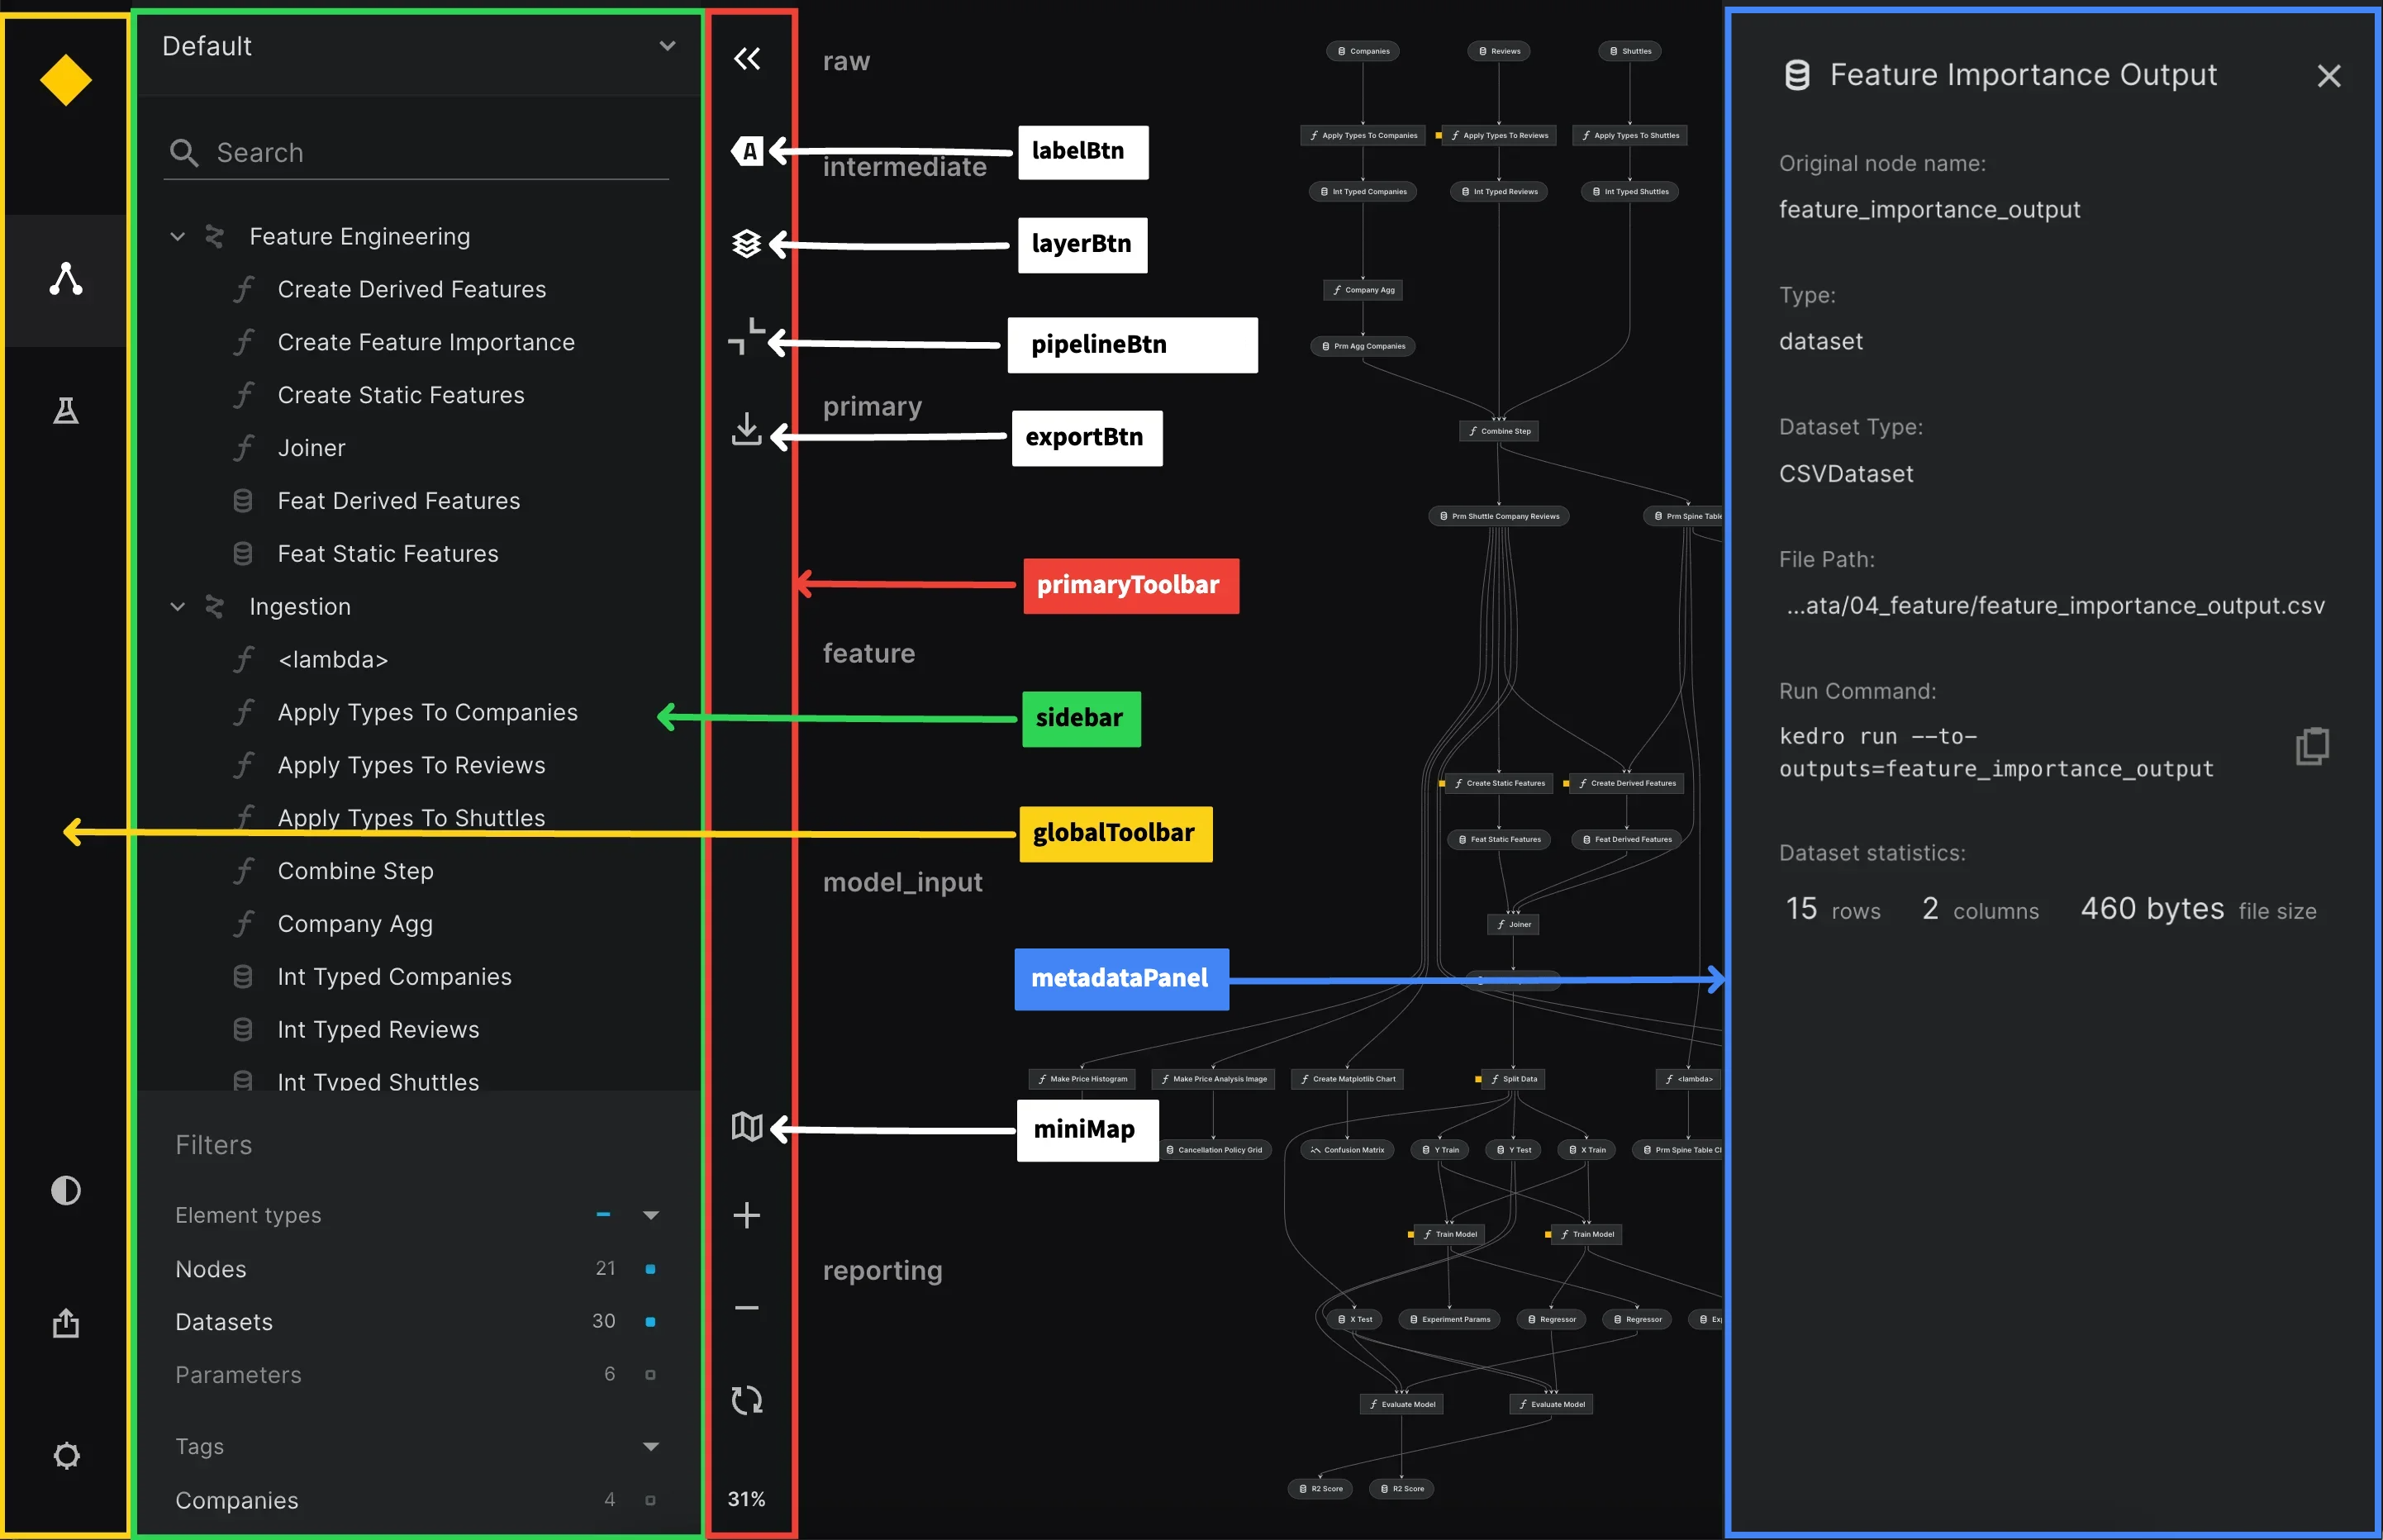 Default
Search
Feature Engineering
Create Derived Features
Create Feature Importance
Create Static Features
Joiner
Feat Derived Features
Feat Static Features
Ingestion
<lambda>
Apply Types To Companies
Apply Types To Reviews
Apply Types To Shuttles
Combine Step
Company Agg
Int Typed Companies
Int Typed Reviews
Int Typed Shuttles
Filters
Element types
Nodes 21
Datasets 30
Parameters 6
Tags
Companies 4
A
31%
labelBtn
layerBtn
pipelineBtn
exportBtn
primaryToolbar
sidebar
globalToolbar
metadataPanel
miniMap
raw
intermediate
primary
feature
model_input
reporting
Companies Reviews Shuttles
Apply Types To Companies Apply Types To Reviews Apply Types To Shuttles
Int Typed Companies Int Typed Reviews Int Typed Shuttles
Company Agg
Prm Agg Companies
Combine Step
Prm Shuttle Company Reviews Prm Spine Table
Create Static Features Create Derived Features
Feat Static Features Feat Derived Features
Joiner
Make Price Histogram Make Price Analysis Image Create Matplotlib Chart Split Data <lambda>
Cancellation Policy Grid Confusion Matrix Y Train Y Test X Train Prm Spine Table Cl
Train Model Train Model
X Test Experiment Params Regressor Regressor Ex
Evaluate Model Evaluate Model
R2 Score R2 Score
Feature Importance Output
Original node name:
feature_importance_output
Type:
dataset
Dataset Type:
CSVDataset
File Path:
...ata/04_feature/feature_importance_output.csv
Run Command:
kedro run --to-
outputs=feature_importance_output
Dataset statistics:
15 rows 2 columns 460 bytes file size